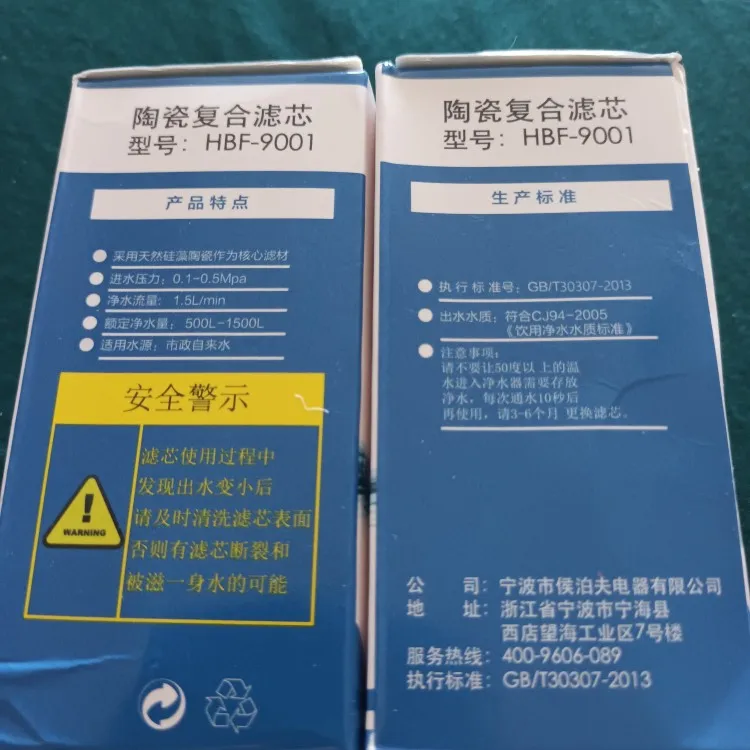 陶瓷复合滤芯
型号：HBF-9001
产品特点
采用天然硅藻陶瓷作为核心滤材
进水压力：0.1-0.5Mpa
净水流量：1.5L/min
额定净水量：500L-1500L
适用水源：市政自来水
安全警示
WARNING
滤芯使用过程中
发现出水变小后
请及时清洗滤芯表面
否则有滤芯断裂和
被滋一身水的可能
陶瓷复合滤芯
型号：HBF-9001
生产标准
执行标准号：GB/T30307-2013
出水水质：符合CJ94-2005
《饮用净水水质标准》
注意事项：
请不要让50度以上的温
水进入净水器需要存放
净水，每次通水10秒后
再使用，请3-6个月更换滤芯。
公 司：宁波市侯泊夫电器有限公司
地 址：浙江省宁波市宁海县
西店望海工业区7号楼
服务热线：400-9606-089
执行标准：GB/T30307-2013